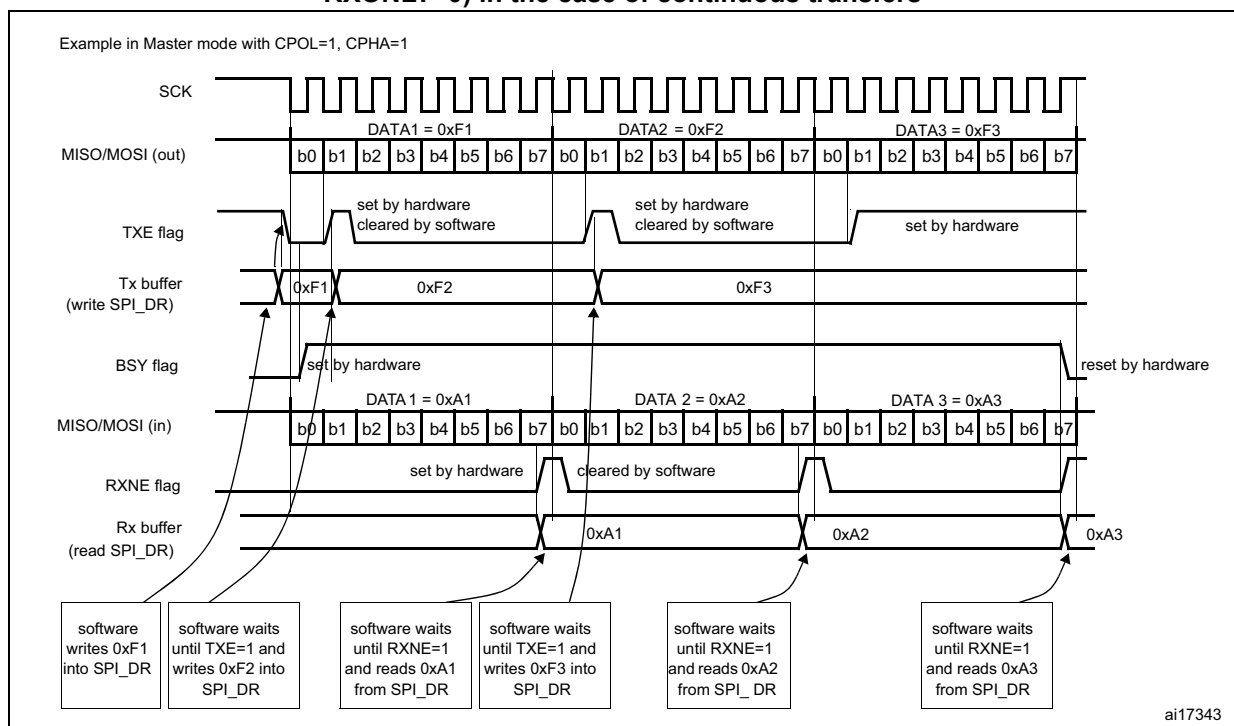 RXONLY=0) in the case of continuous transfers
Example in Master mode with CPOL=1, CPHA=1
SCK
DATA1 = 0xF1 DATA2 = 0xF2 DATA3 = 0xF3
MISO/MOSI (out)
b0 b1 b2 b3 b4 b5 b6 b7 b0 b1 b2 b3 b4 b5 b6 b7 b0 b1 b2 b3 b4 b5 b6 b7
set by hardware
cleared by software
set by hardware
cleared by software
set by hardware
TXE flag
Tx buffer
(write SPI_DR)
0xF1 0xF2 0xF3
BSY flag
set by hardware
reset by hardware
DATA 1 = 0xA1 DATA 2 = 0xA2 DATA 3 = 0xA3
MISO/MOSI (in)
b0 b1 b2 b3 b4 b5 b6 b7 b0 b1 b2 b3 b4 b5 b6 b7 b0 b1 b2 b3 b4 b5 b6 b7
set by hardware cleared by software
RXNE flag
Rx buffer
(read SPI_DR)
0xA1 0xA2 0xA3
software
writes 0xF1
into SPI_DR
software waits
until TXE=1 and
writes 0xF2 into
SPI_DR
software waits
until RXNE=1
and reads 0xA1
from SPI_DR
software waits
until TXE=1 and
writes 0xF3 into
SPI_DR
software waits
until RXNE=1
and reads 0xA2
from SPI_ DR
software waits
until RXNE=1
and reads 0xA3
from SPI_DR
ai17343